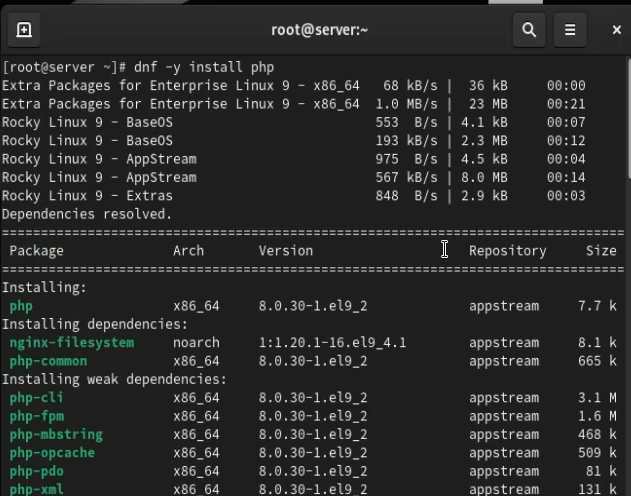 root@server:~
[root@server ~]# dnf -y install php
Extra Packages for Enterprise Linux 9 - x86_64   68 kB/s |  36 kB     00:00
Extra Packages for Enterprise Linux 9 - x86_64  1.0 MB/s |  23 MB     00:21
Rocky Linux 9 - BaseOS                          553  B/s | 4.1 kB     00:07
Rocky Linux 9 - BaseOS                          193 kB/s | 2.3 MB     00:12
Rocky Linux 9 - AppStream                       975  B/s | 4.5 kB     00:04
Rocky Linux 9 - AppStream                       567 kB/s | 8.0 MB     00:14
Rocky Linux 9 - Extras                          848  B/s | 2.9 kB     00:03
Dependencies resolved.
================================================================================
 Package             Arch       Version                    Repository     Size
================================================================================
Installing:
 php                 x86_64     8.0.30-1.el9_2             appstream     7.7 k
Installing dependencies:
 nginx-filesystem    noarch     1:1.20.1-16.el9_4.1        appstream     8.1 k
 php-common          x86_64     8.0.30-1.el9_2             appstream     665 k
Installing weak dependencies:
 php-cli             x86_64     8.0.30-1.el9_2             appstream     3.1 M
 php-fpm             x86_64     8.0.30-1.el9_2             appstream     1.6 M
 php-mbstring        x86_64     8.0.30-1.el9_2             appstream     468 k
 php-opcache         x86_64     8.0.30-1.el9_2             appstream     509 k
 php-pdo             x86_64     8.0.30-1.el9_2             appstream      81 k
 php-xml             x86_64     8.0.30-1.el9_2             appstream     131 k